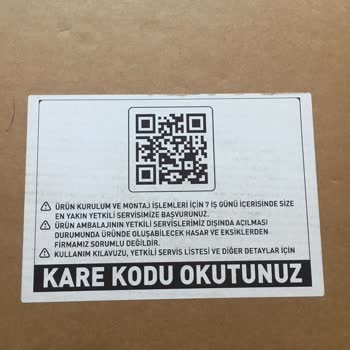 ÜRÜN KURULUM VE MONTAJ İŞLEMLERİ İÇİN 7 İŞ GÜNÜ İÇERİSİNDE SIZE
EN YAKIN YETKİLİ SERVİSİMİZE BAŞVURUNUZ.
ÜRÜN AMBALAJININ YETKİLİ SERVİSLERİMİZ DIŞINDA AÇILMASI
DURUMUNDA ÜRÜNDE OLUŞABİLECEK HASAR VE EKSİKLERDEN
FİRMAMIZ SORUMLU DEĞİLDİR.
KULLANIM KILAVUZU, YETKİLİ SERVİS LİSTESİ VE DİĞER DETAYLAR İÇİN
KARE KODU OKUTUNUZ